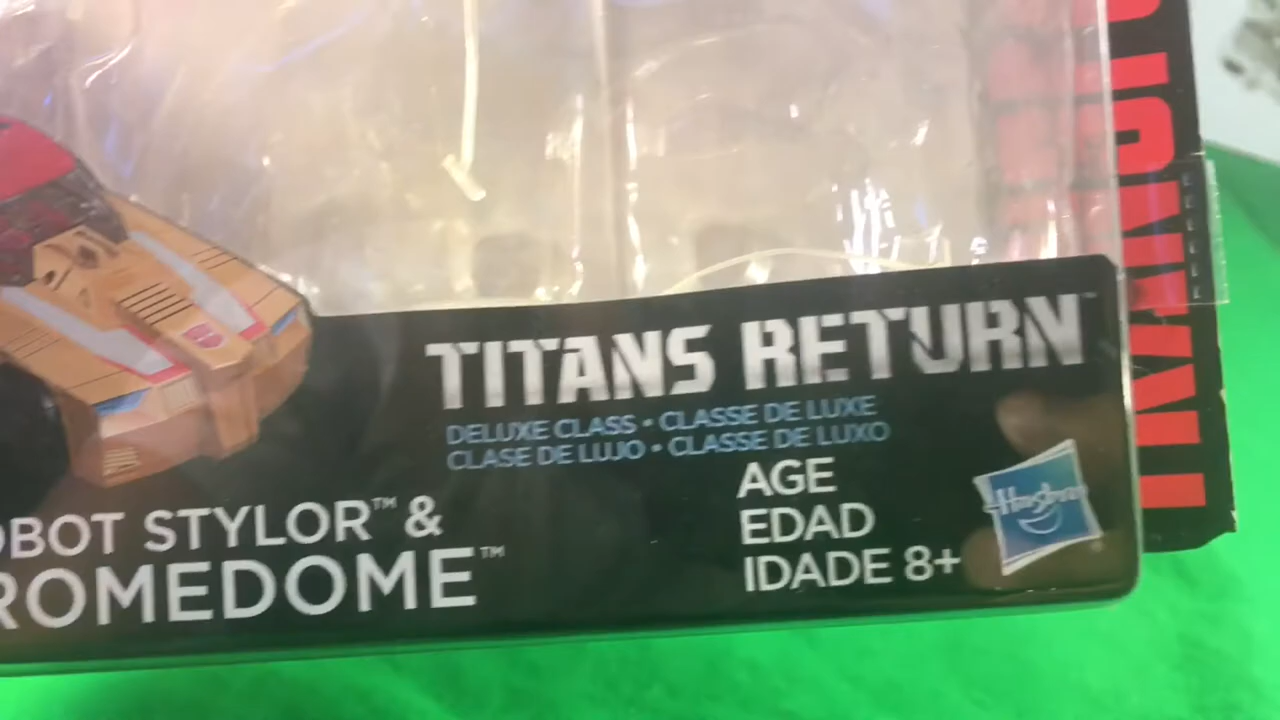 TITANS RETURN™
DELUXE CLASS • CLASSE DE LUXE
CLASE DE LUJO • CLASSE DE LUXO
AGE
EDAD
IDADE 8+
Hasbro
OBOT STYLOR™ &
ROMEDOME™